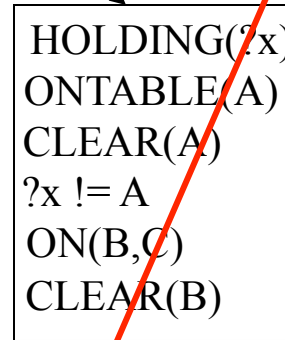 HOLDING(?x)
ONTABLE(A)
CLEAR(A)
?x != A
ON(B,C)
CLEAR(B)